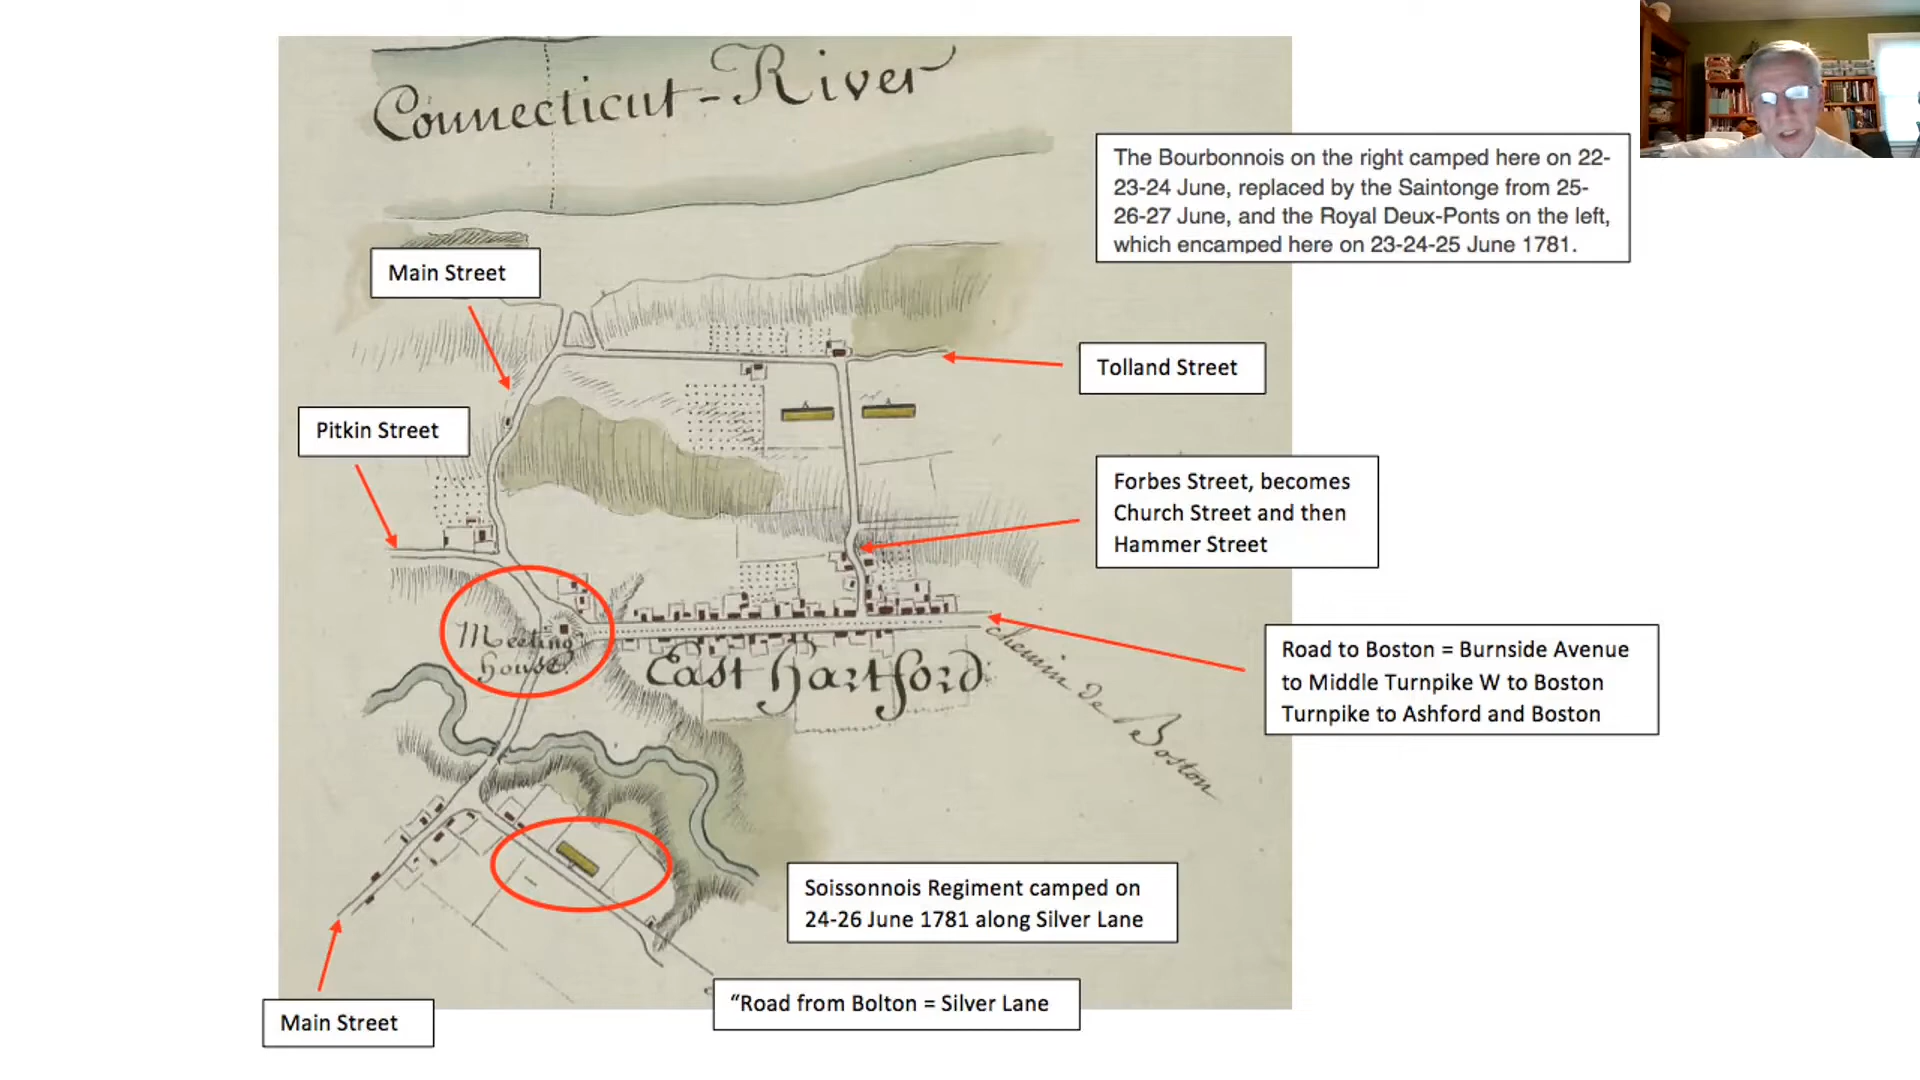 Connecticut-River
The Bourbonnois on the right camped here on 22-
23-24 June, replaced by the Saintonge from 25-
26-27 June, and the Royal Deux-Ponts on the left,
which encamped here on 23-24-25 June 1781.
Main Street
Tolland Street
Pitkin Street
Forbes Street, becomes
Church Street and then
Hammer Street
Meeting
house.
East Hartford
chemin de Boston
Road to Boston = Burnside Avenue
to Middle Turnpike W to Boston
Turnpike to Ashford and Boston
Soissonnois Regiment camped on
24-26 June 1781 along Silver Lane
“Road from Bolton = Silver Lane
Main Street